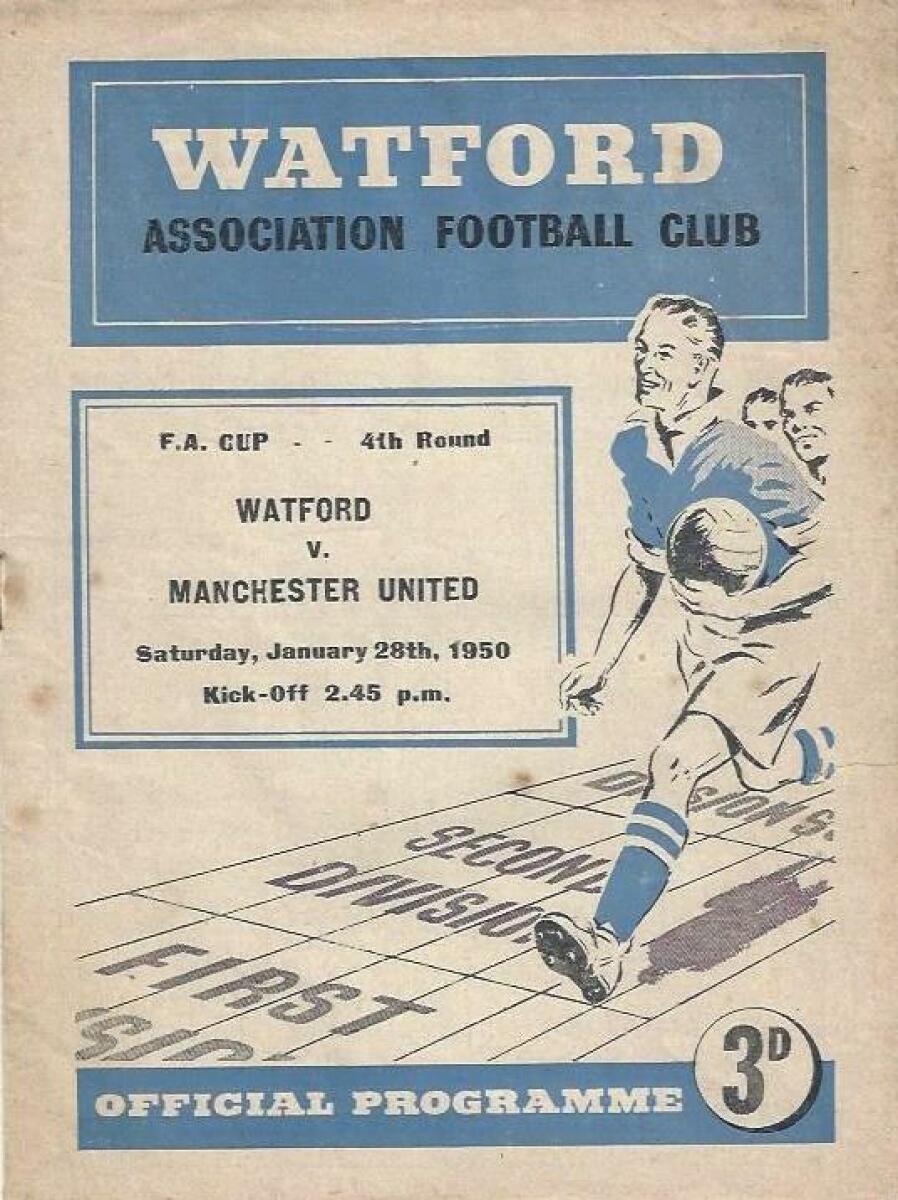 WATFORD
ASSOCIATION FOOTBALL CLUB
F.A. CUP - - 4th Round
WATFORD
v.
MANCHESTER UNITED
Saturday, January 28th, 1950
Kick-Off 2.45 p.m.
DIVISIONS.
SECOND
DIVISION
FIRST
OFFICIAL PROGRAMME
3D